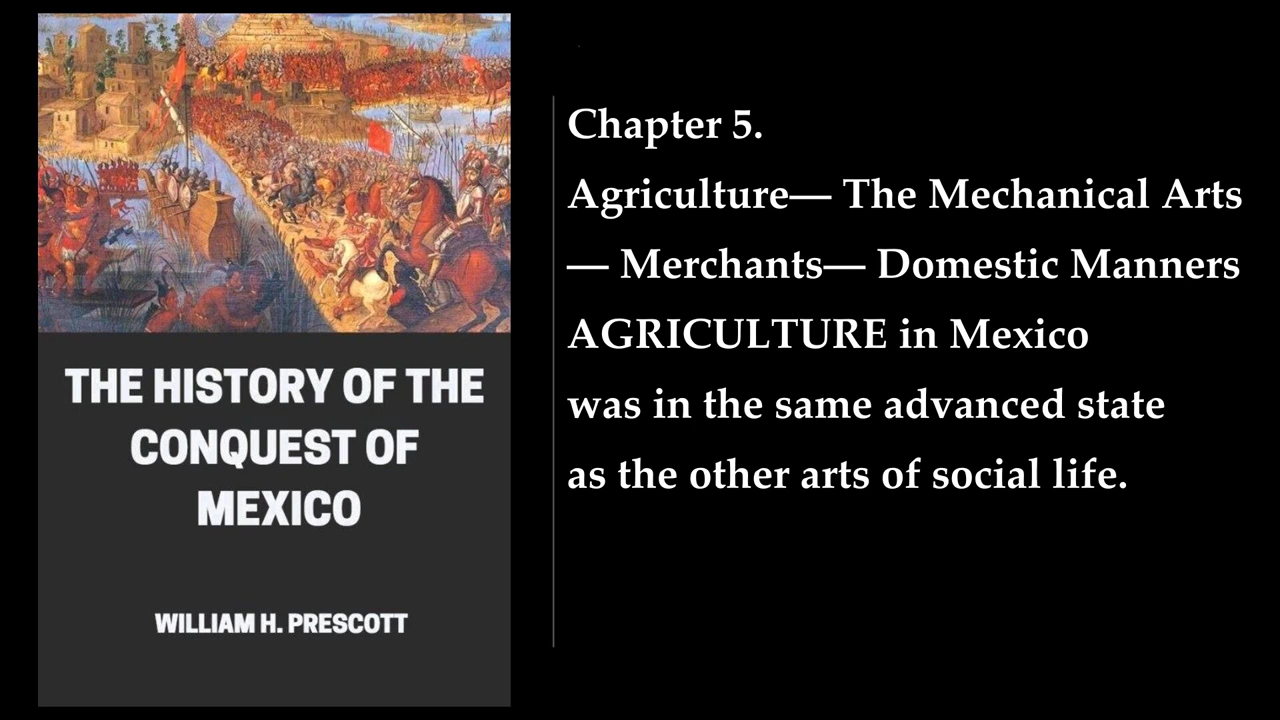 THE HISTORY OF THE
CONQUEST OF
MEXICO
WILLIAM H. PRESCOTT
Chapter 5.
Agriculture— The Mechanical Arts
— Merchants— Domestic Manners
AGRICULTURE in Mexico
was in the same advanced state
as the other arts of social life.